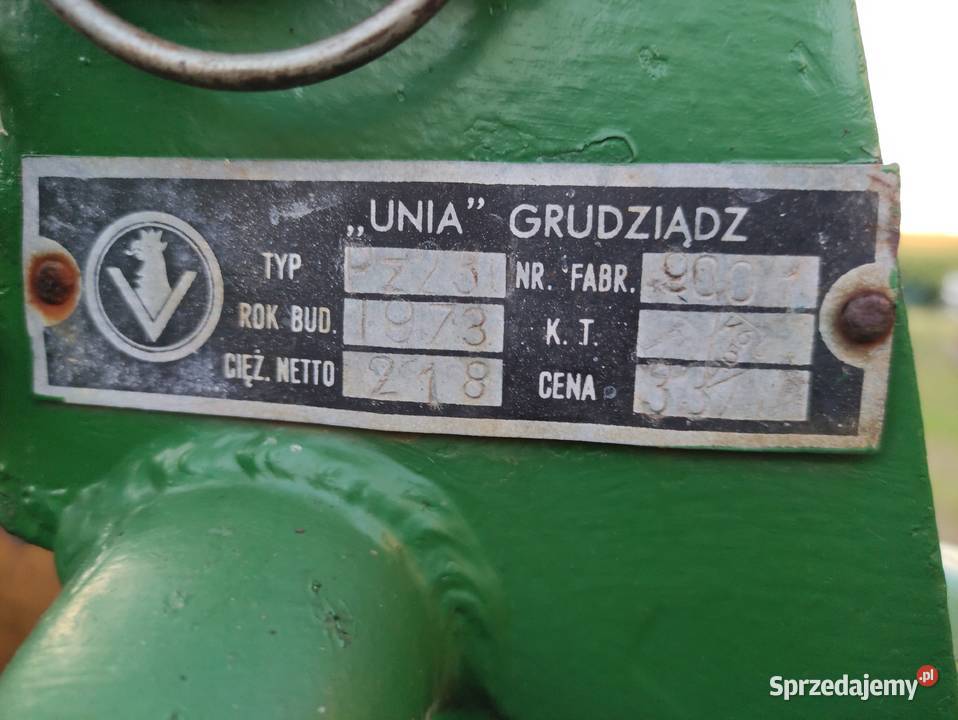 „UNIA” GRUDZIĄDZ
TYP NR. FABR.
ROK BUD. 1973 K. T.
CIĘŻ. NETTO 218 CENA
Sprzedajemy.pl